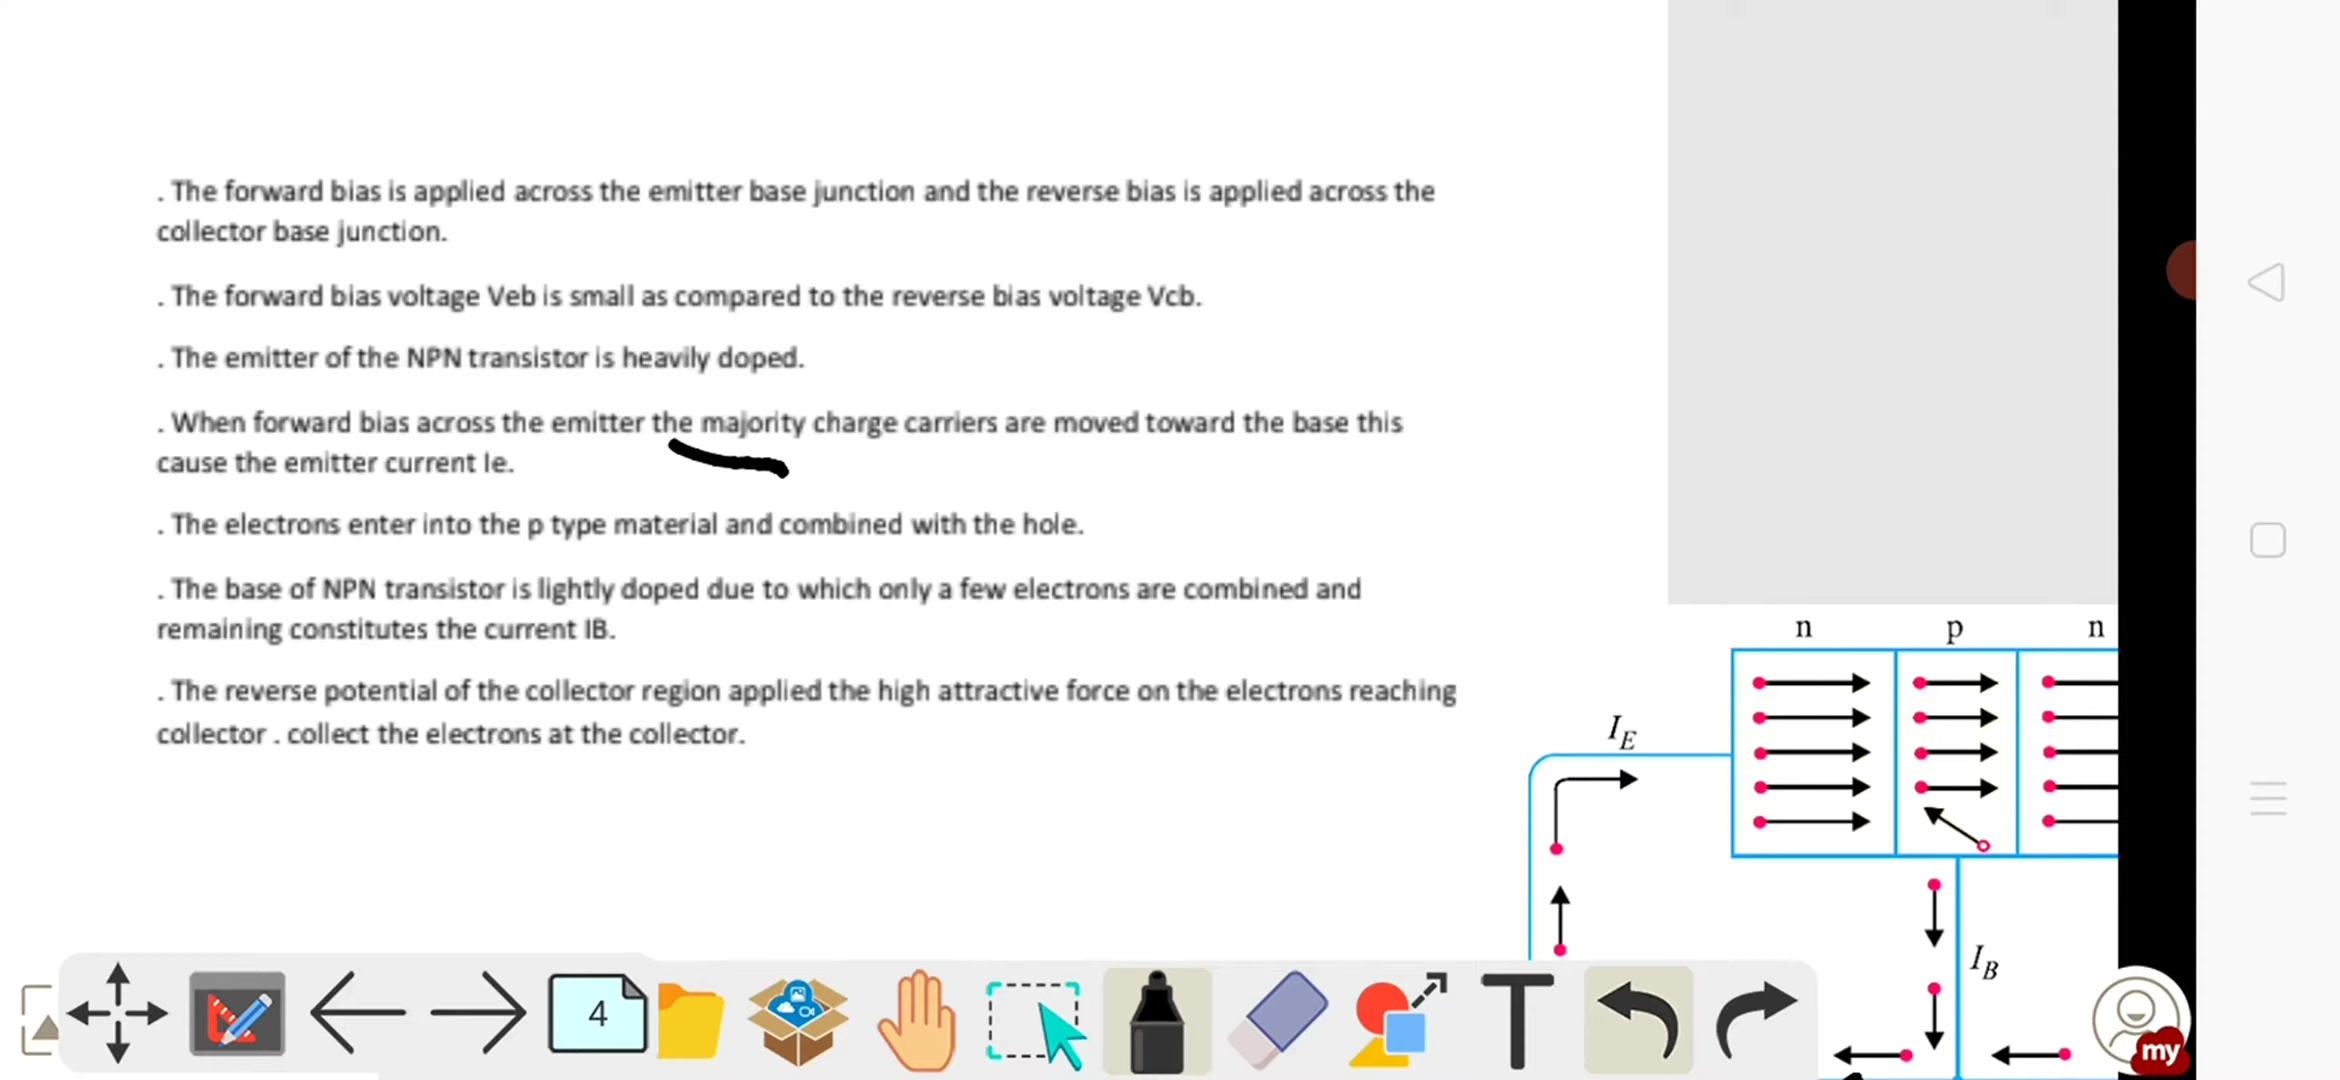 . The forward bias is applied across the emitter base junction and the reverse bias is applied across the
collector base junction.
. The forward bias voltage Veb is small as compared to the reverse bias voltage Vcb.
. The emitter of the NPN transistor is heavily doped.
. When forward bias across the emitter the majority charge carriers are moved toward the base this
cause the emitter current Ie.
. The electrons enter into the p type material and combined with the hole.
. The base of NPN transistor is lightly doped due to which only a few electrons are combined and
remaining constitutes the current IB.
. The reverse potential of the collector region applied the high attractive force on the electrons reaching
collector . collect the electrons at the collector.
n p n
I_E
I_B
4
T
my